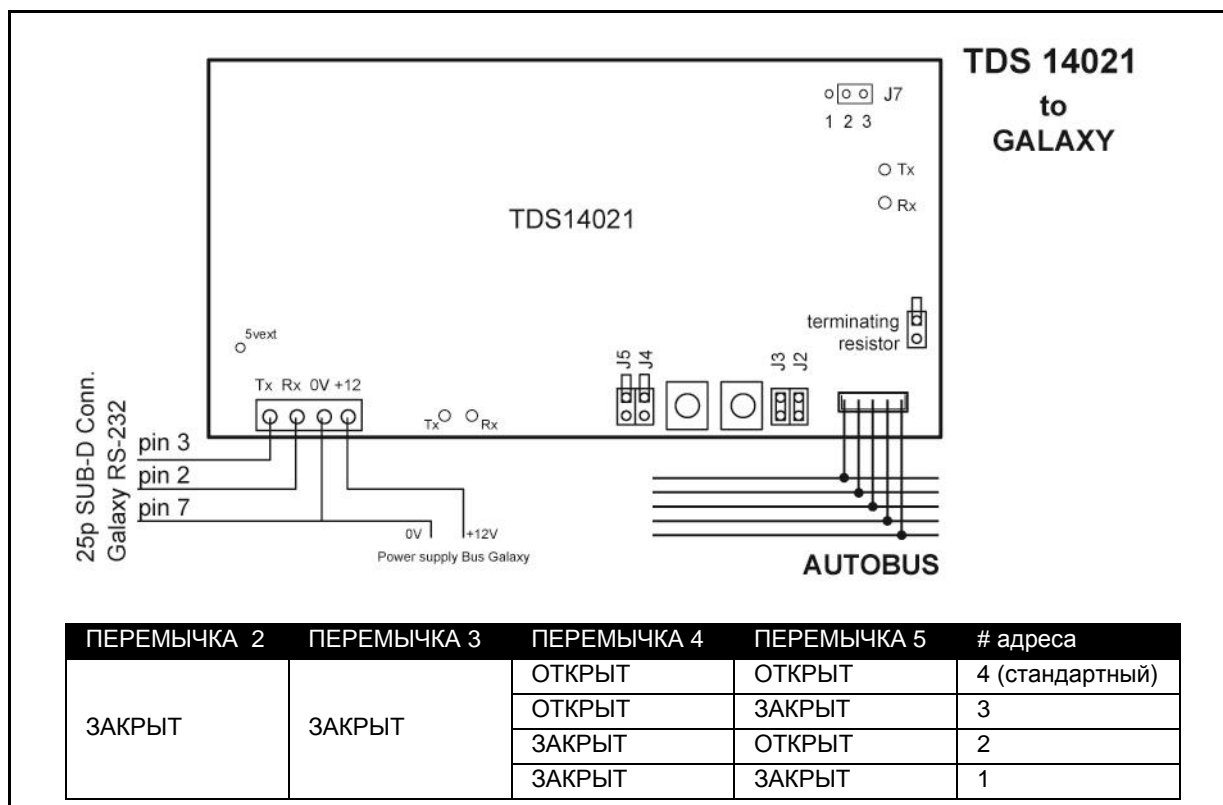 TDS 14021
to
GALAXY
J7
1 2 3
Tx
Rx
TDS14021
terminating
resistor
5vext
J5
J4
J3
J2
Tx Rx 0V +12
Tx
Rx
25p SUB-D Conn.
Galaxy RS-232
pin 3
pin 2
pin 7
0V
+12V
Power supply Bus Galaxy
AUTOBUS
ПЕРЕМЫЧКА 2 ПЕРЕМЫЧКА 3 ПЕРЕМЫЧКА 4 ПЕРЕМЫЧКА 5 # адреса
ЗАКРЫТ ЗАКРЫТ ОТКРЫТ ОТКРЫТ 4 (стандартный)
ОТКРЫТ ЗАКРЫТ 3
ЗАКРЫТ ОТКРЫТ 2
ЗАКРЫТ ЗАКРЫТ 1